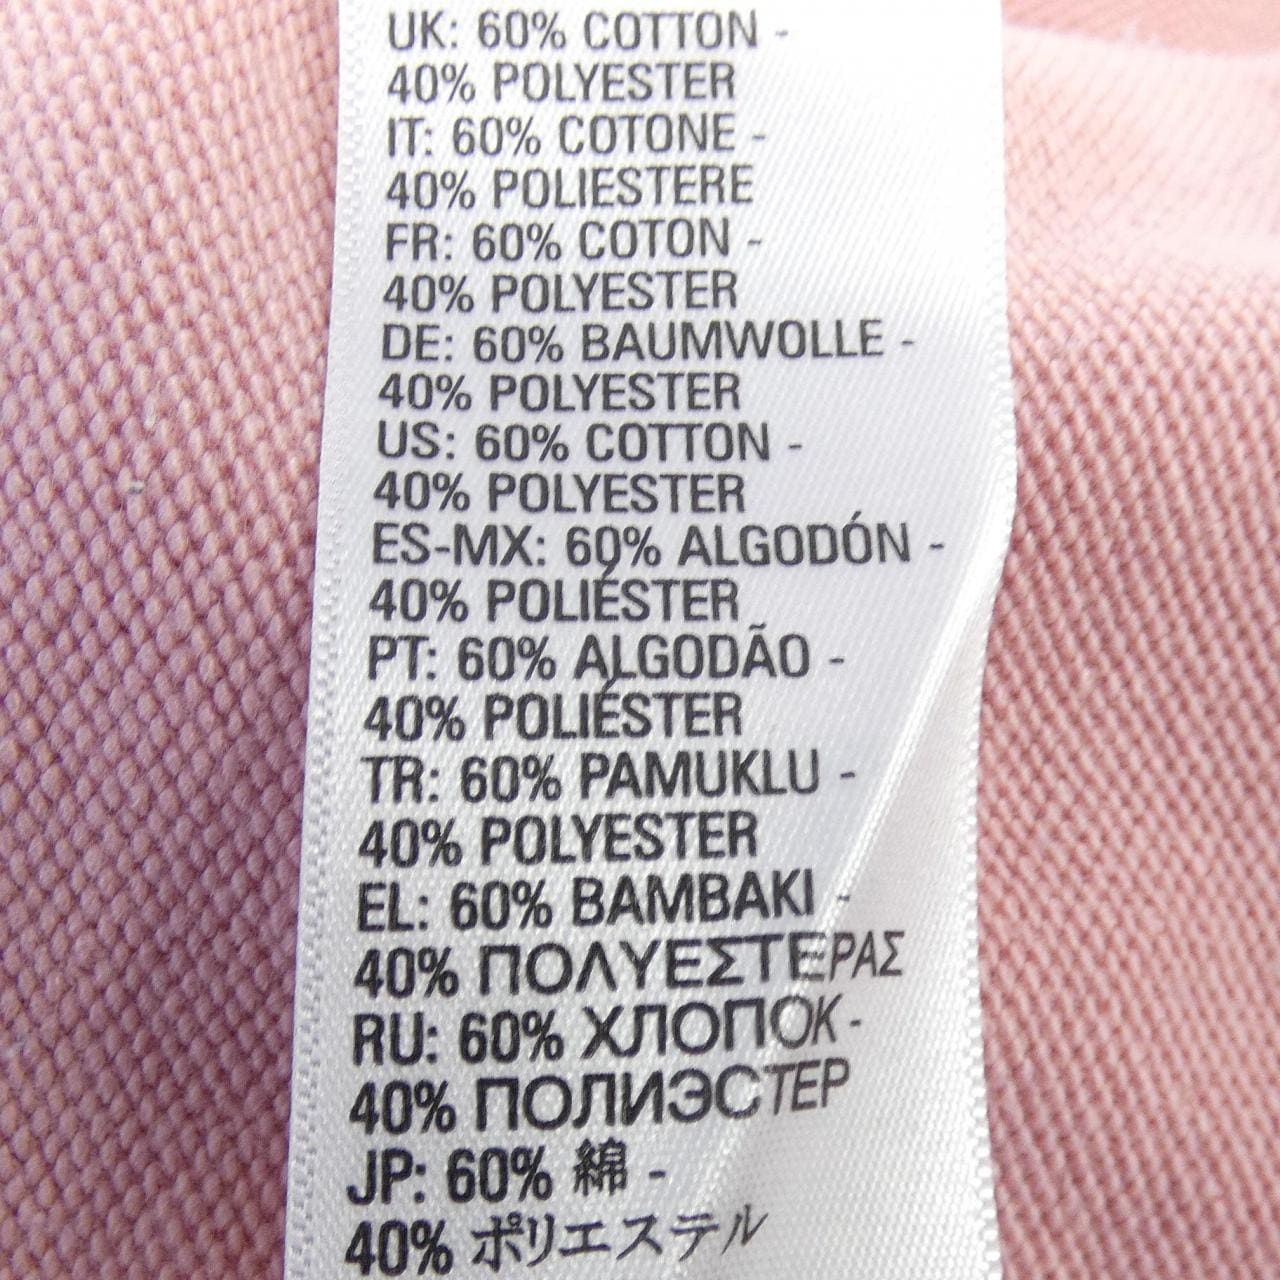 UK: 60% COTTON -
40% POLYESTER
IT: 60% COTONE -
40% POLIESTERE
FR: 60% COTON -
40% POLYESTER
DE: 60% BAUMWOLLE -
40% POLYESTER
US: 60% COTTON -
40% POLYESTER
ES-MX: 60% ALGODÓN -
40% POLIÉSTER
PT: 60% ALGODÃO -
40% POLIÉSTER
TR: 60% PAMUKLU -
40% POLYESTER
EL: 60% ΒΑΜΒΑΚΙ -
40% ΠΟΛΥΕΣΤΕΡΑΣ
RU: 60% ХЛОПОК -
40% ПОЛИЭСТЕР
JP: 60% 綿 -
40% ポリエステル